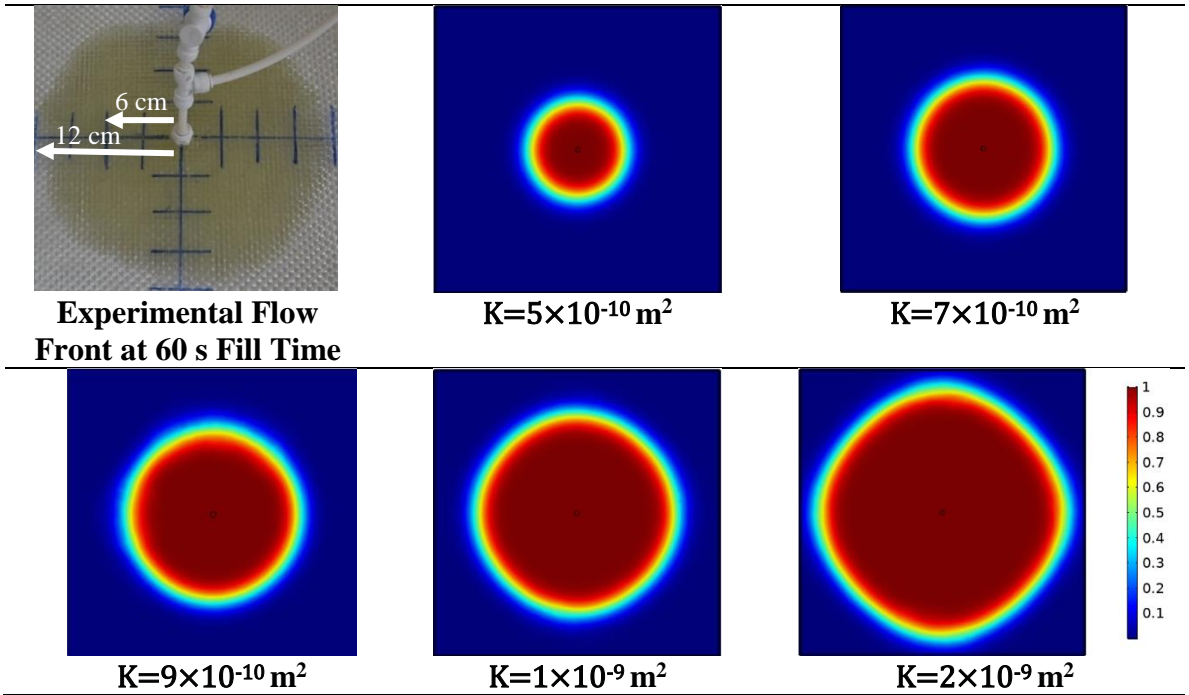 6 cm
12 cm
Experimental Flow
Front at 60 s Fill Time
K=5×10⁻¹⁰ m²
K=7×10⁻¹⁰ m²
K=9×10⁻¹⁰ m²
K=1×10⁻⁹ m²
K=2×10⁻⁹ m²
1
0.9
0.8
0.7
0.6
0.5
0.4
0.3
0.2
0.1